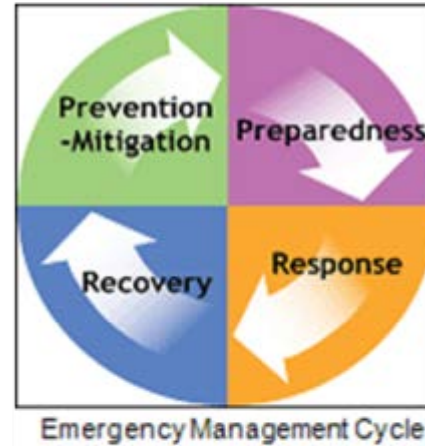 Prevention
-Mitigation
Preparedness
Recovery
Response
Emergency Management Cycle